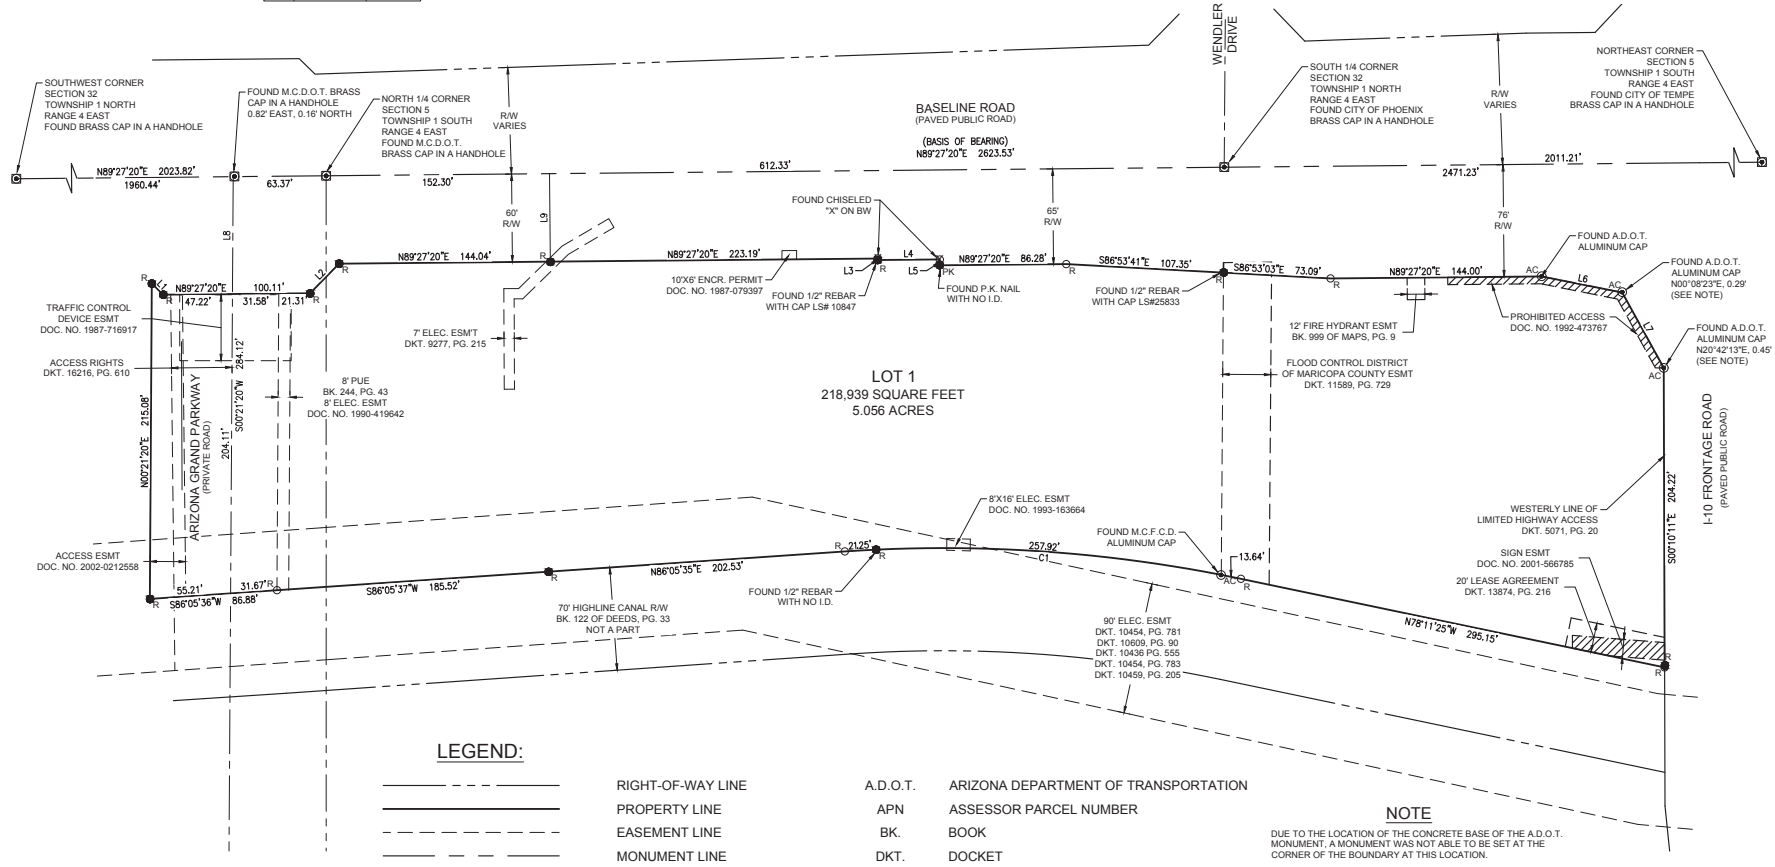 WENDLER
DRIVE
SOUTHWEST CORNER
SECTION 32
TOWNSHIP 1 NORTH
RANGE 4 EAST
FOUND BRASS CAP IN A HANDHOLE
FOUND M.C.D.O.T. BRASS
CAP IN A HANDHOLE
0.82' EAST, 0.16' NORTH
NORTH 1/4 CORNER
SECTION 5
TOWNSHIP 1 SOUTH
RANGE 4 EAST
FOUND M.C.D.O.T.
BRASS CAP IN A HANDHOLE
R/W
VARIES
BASELINE ROAD
(PAVED PUBLIC ROAD)
(BASIS OF BEARING)
N89°27'20"E 2623.53'
SOUTH 1/4 CORNER
SECTION 32
TOWNSHIP 1 NORTH
RANGE 4 EAST
FOUND CITY OF PHOENIX
BRASS CAP IN A HANDHOLE
R/W
VARIES
NORTHEAST CORNER
SECTION 5
TOWNSHIP 1 SOUTH
RANGE 4 EAST
FOUND CITY OF TEMPE
BRASS CAP IN A HANDHOLE
N89°27'20"E 2023.82'
1960.44'
63.37'
152.30'
612.33'
2471.23'
2011.21'
L8
60'
R/W
L9
FOUND CHISELED
"X" ON BW
65'
R/W
76'
R/W
FOUND A.D.O.T.
ALUMINUM CAP
FOUND A.D.O.T.
ALUMINUM CAP
N00°08'23"E, 0.29'
(SEE NOTE)
R
L1
N89°27'20"E 100.11'
47.22'
31.58'
21.31'
R
L2
R
N89°27'20"E 144.04'
R
N89°27'20"E 223.19'
L3
R
L4
L5
PK
N89°27'20"E 86.28'
R
S86°53'41"E 107.35'
R
S86°53'03"E 73.09'
R
N89°27'20"E 144.00'
AC
L6
AC
L7
10'X6' ENCR. PERMIT
DOC. NO. 1987-079397
FOUND 1/2" REBAR
WITH CAP LS# 10847
FOUND P.K. NAIL
WITH NO I.D.
FOUND 1/2" REBAR
WITH CAP LS#25833
12' FIRE HYDRANT ESMT
BK. 999 OF MAPS, PG. 9
PROHIBITED ACCESS
DOC. NO. 1992-473767
FOUND A.D.O.T.
ALUMINUM CAP
N20°42'13"E, 0.45'
(SEE NOTE)
AC
TRAFFIC CONTROL
DEVICE ESMT
DOC. NO. 1987-716917
ACCESS RIGHTS
DKT. 16216, PG. 610
7' ELEC. ESM'T
DKT. 9277, PG. 215
FLOOD CONTROL DISTRICT
OF MARICOPA COUNTY ESMT
DKT. 11589, PG. 729
8' PUE
BK. 244, PG. 43
8' ELEC. ESMT
DOC. NO. 1990-419642
LOT 1
218,939 SQUARE FEET
5.056 ACRES
N00°21'20"E 215.08'
ARIZONA GRAND PARKWAY
(PRIVATE ROAD)
204.11'
S00°21'20"W 284.12'
I-10 FRONTAGE ROAD
(PAVED PUBLIC ROAD)
S00°10'11"E 204.22'
WESTERLY LINE OF
LIMITED HIGHWAY ACCESS
DKT. 5071, PG. 20
8'X16' ELEC. ESMT
DOC. NO. 1993-163664
FOUND M.C.F.C.D.
ALUMINUM CAP
SIGN ESMT
DOC. NO. 2001-566785
20' LEASE AGREEMENT
DKT. 13874, PG. 216
ACCESS ESMT
DOC. NO. 2002-0212558
R
55.21'
31.67'
R
S86°05'36"W 86.88'
S86°05'37"W 185.52'
R
N86°05'35"E 202.53'
R
21.25'
R
257.92'
C1
AC
13.64'
R
N78°11'25"W 295.15'
R
R
FOUND 1/2" REBAR
WITH NO I.D.
70' HIGHLINE CANAL R/W
BK. 122 OF DEEDS, PG. 33
NOT A PART
90' ELEC. ESMT
DKT. 10454, PG. 781
DKT. 10609, PG. 90
DKT. 10436 PG. 555
DKT. 10454, PG. 783
DKT. 10459, PG. 205
LEGEND:
RIGHT-OF-WAY LINE
PROPERTY LINE
EASEMENT LINE
MONUMENT LINE
A.D.O.T. ARIZONA DEPARTMENT OF TRANSPORTATION
APN ASSESSOR PARCEL NUMBER
BK. BOOK
DKT. DOCKET
NOTE
DUE TO THE LOCATION OF THE CONCRETE BASE OF THE A.D.O.T.
MONUMENT, A MONUMENT WAS NOT ABLE TO BE SET AT THE
CORNER OF THE BOUNDARY AT THIS LOCATION.